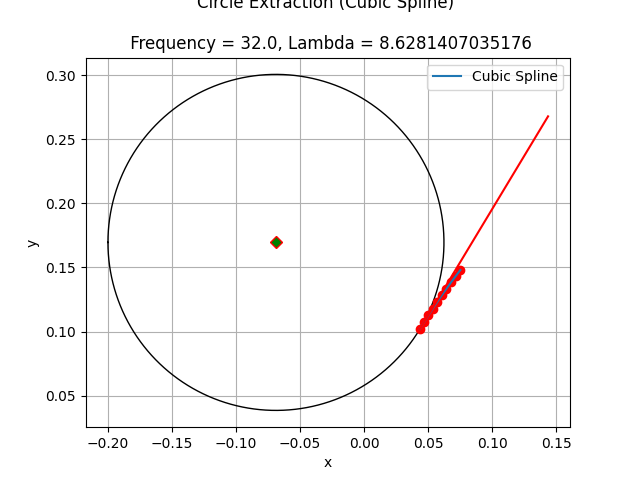 Circle Extraction (Cubic Spline)
Frequency = 32.0, Lambda = 8.6281407035176
Cubic Spline
0.30
0.25
0.20
0.15
0.10
0.05
y
−0.20 −0.15 −0.10 −0.05 0.00 0.05 0.10 0.15
x